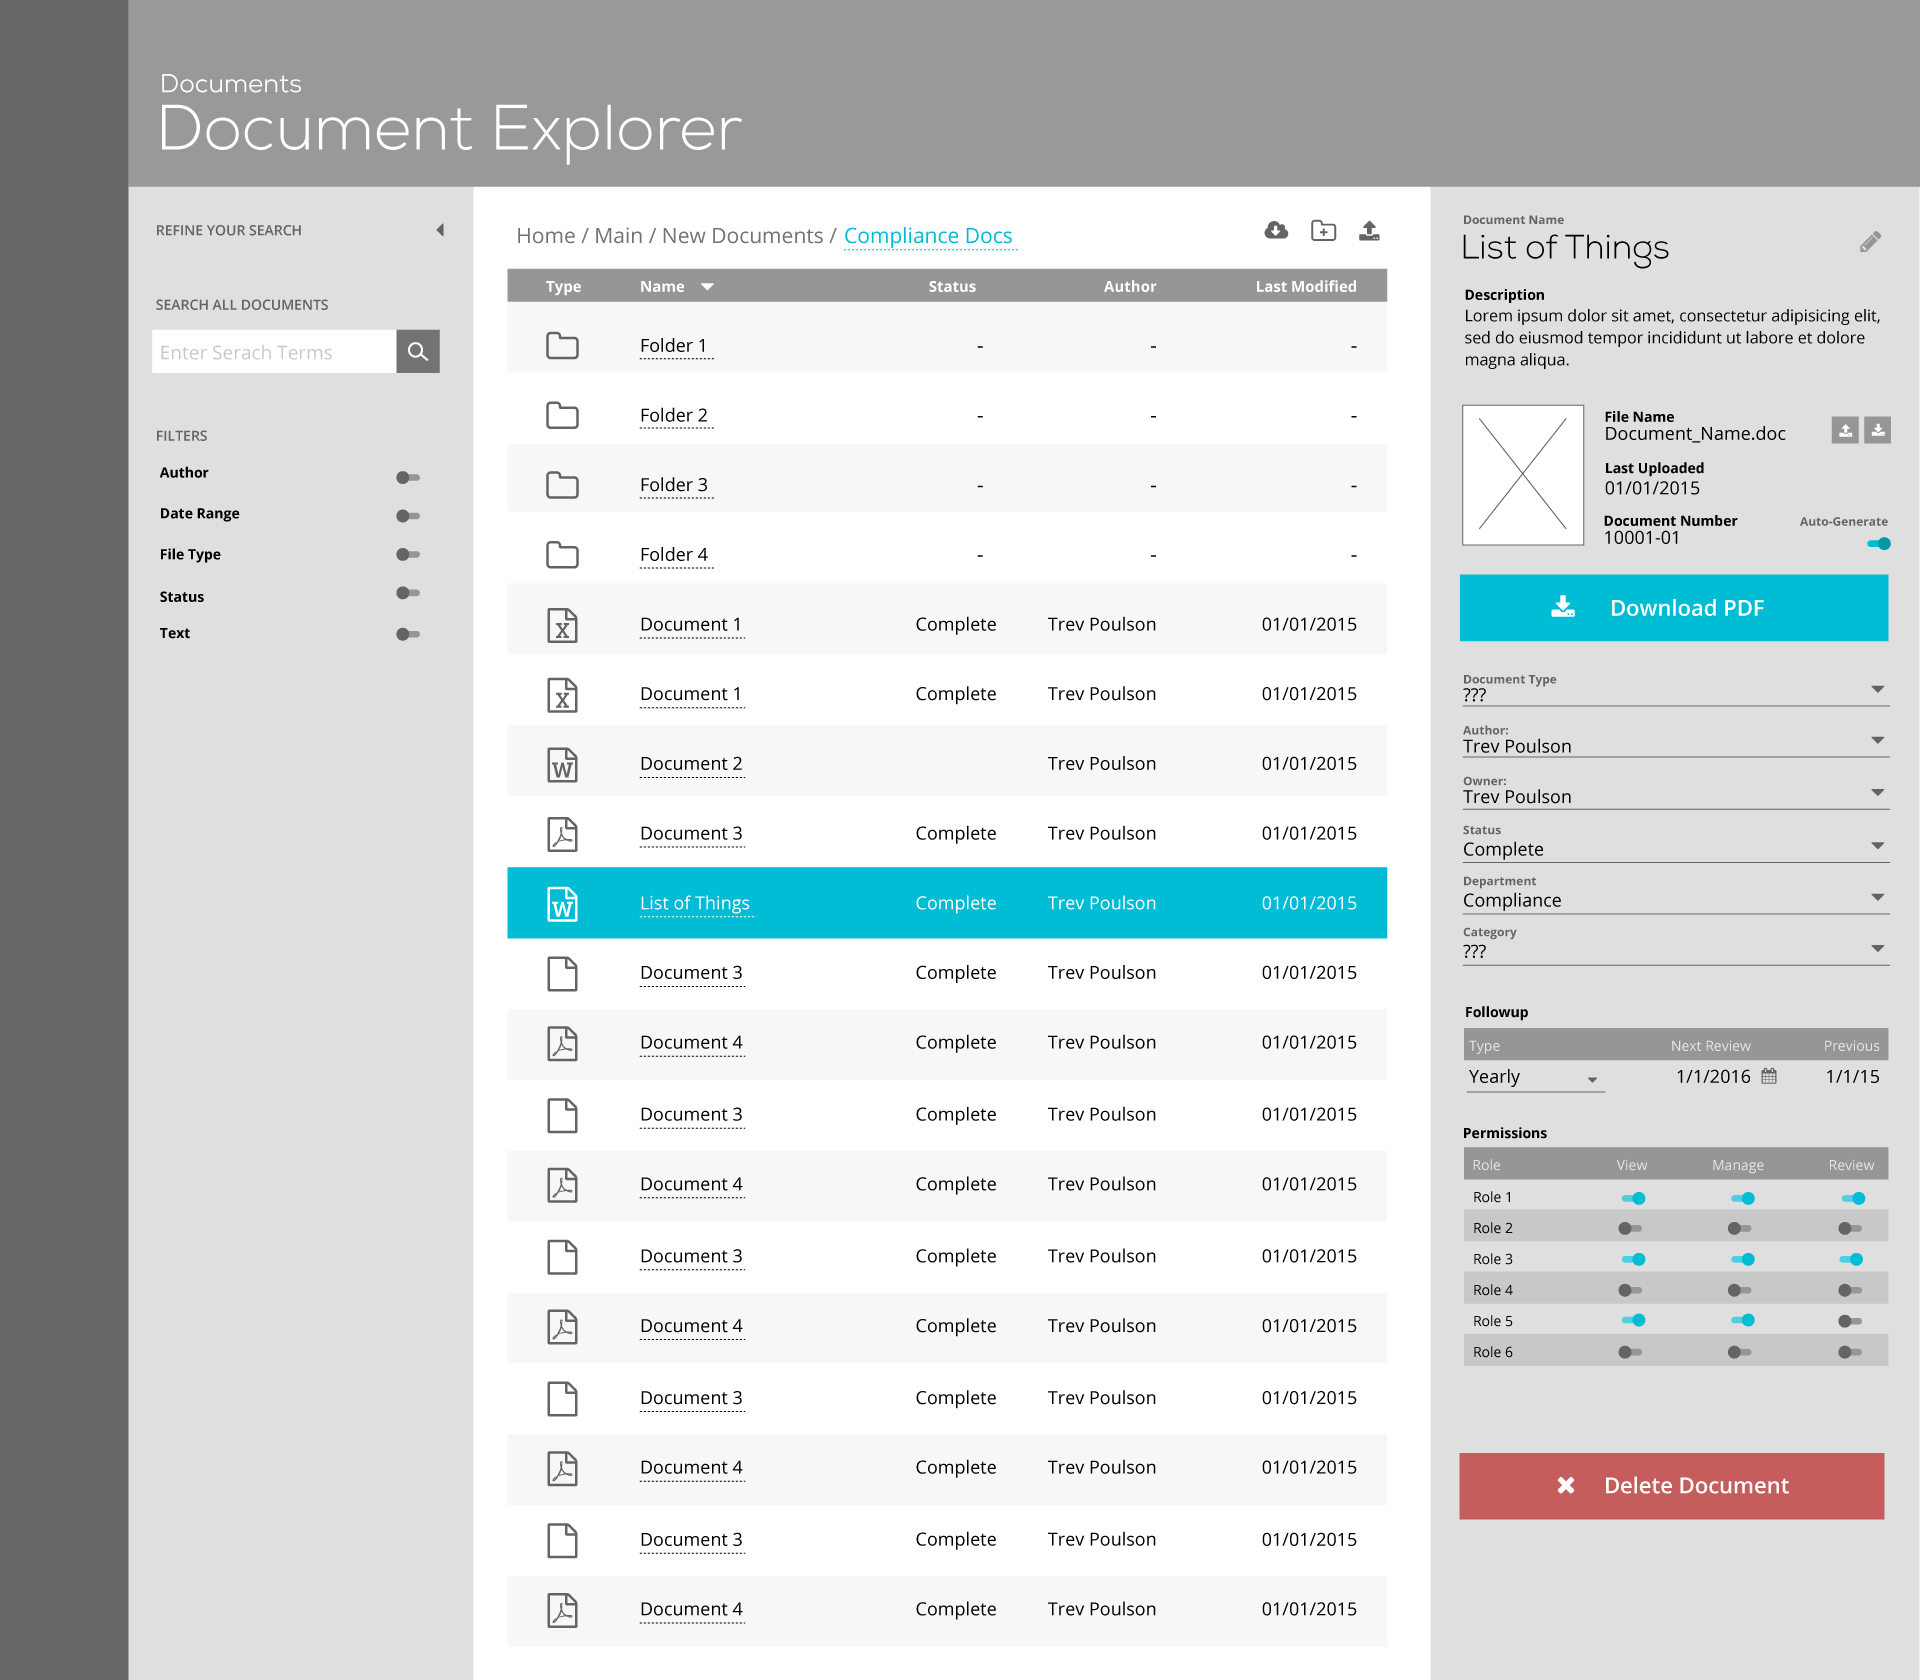 Documents
Document Explorer
REFINE YOUR SEARCH
SEARCH ALL DOCUMENTS
Enter Serach Terms
FILTERS
Author
Date Range
File Type
Status
Text
Home / Main / New Documents / Compliance Docs
Type Name Status Author Last Modified
Folder 1 - - -
Folder 2 - - -
Folder 3 - - -
Folder 4 - - -
X Document 1 Complete Trev Poulson 01/01/2015
X Document 1 Complete Trev Poulson 01/01/2015
W Document 2 Trev Poulson 01/01/2015
Document 3 Complete Trev Poulson 01/01/2015
W List of Things Complete Trev Poulson 01/01/2015
Document 3 Complete Trev Poulson 01/01/2015
Document 4 Complete Trev Poulson 01/01/2015
Document 3 Complete Trev Poulson 01/01/2015
Document 4 Complete Trev Poulson 01/01/2015
Document 3 Complete Trev Poulson 01/01/2015
Document 4 Complete Trev Poulson 01/01/2015
Document 3 Complete Trev Poulson 01/01/2015
Document 4 Complete Trev Poulson 01/01/2015
Document 3 Complete Trev Poulson 01/01/2015
Document 4 Complete Trev Poulson 01/01/2015
Document Name
List of Things
Description
Lorem ipsum dolor sit amet, consectetur adipisicing elit,
sed do eiusmod tempor incididunt ut labore et dolore
magna aliqua.
File Name
Document_Name.doc
Last Uploaded
01/01/2015
Document Number Auto-Generate
10001-01
Download PDF
Document Type
???
Author:
Trev Poulson
Owner:
Trev Poulson
Status
Complete
Department
Compliance
Category
???
Followup
Type Next Review Previous
Yearly 1/1/2016 1/1/15
Permissions
Role View Manage Review
Role 1
Role 2
Role 3
Role 4
Role 5
Role 6
Delete Document